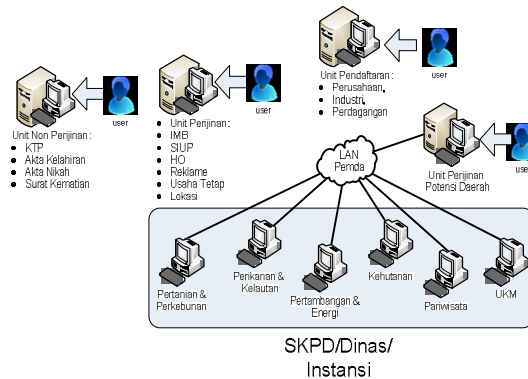 Unit Non Perijinan :
• KTP
• Akta Kelahiran
• Akta Nikah
• Surat Kematian
user
Unit Perijinan:
• IMB
• SIUP
• HO
• Reklame
• Usaha Tetap
• Lokasi
user
Unit Pendaftaran :
• Perusahaan,
• Industri,
• Perdagangan
user
LAN
Pemda
Unit Perijinan
Potensi Daerah
user
Pertanian &
Perkebunan
Perikanan &
Kelautan
Pertambangan &
Energi
Kehutanan
Pariwisata
UKM
SKPD/Dinas/
Instansi